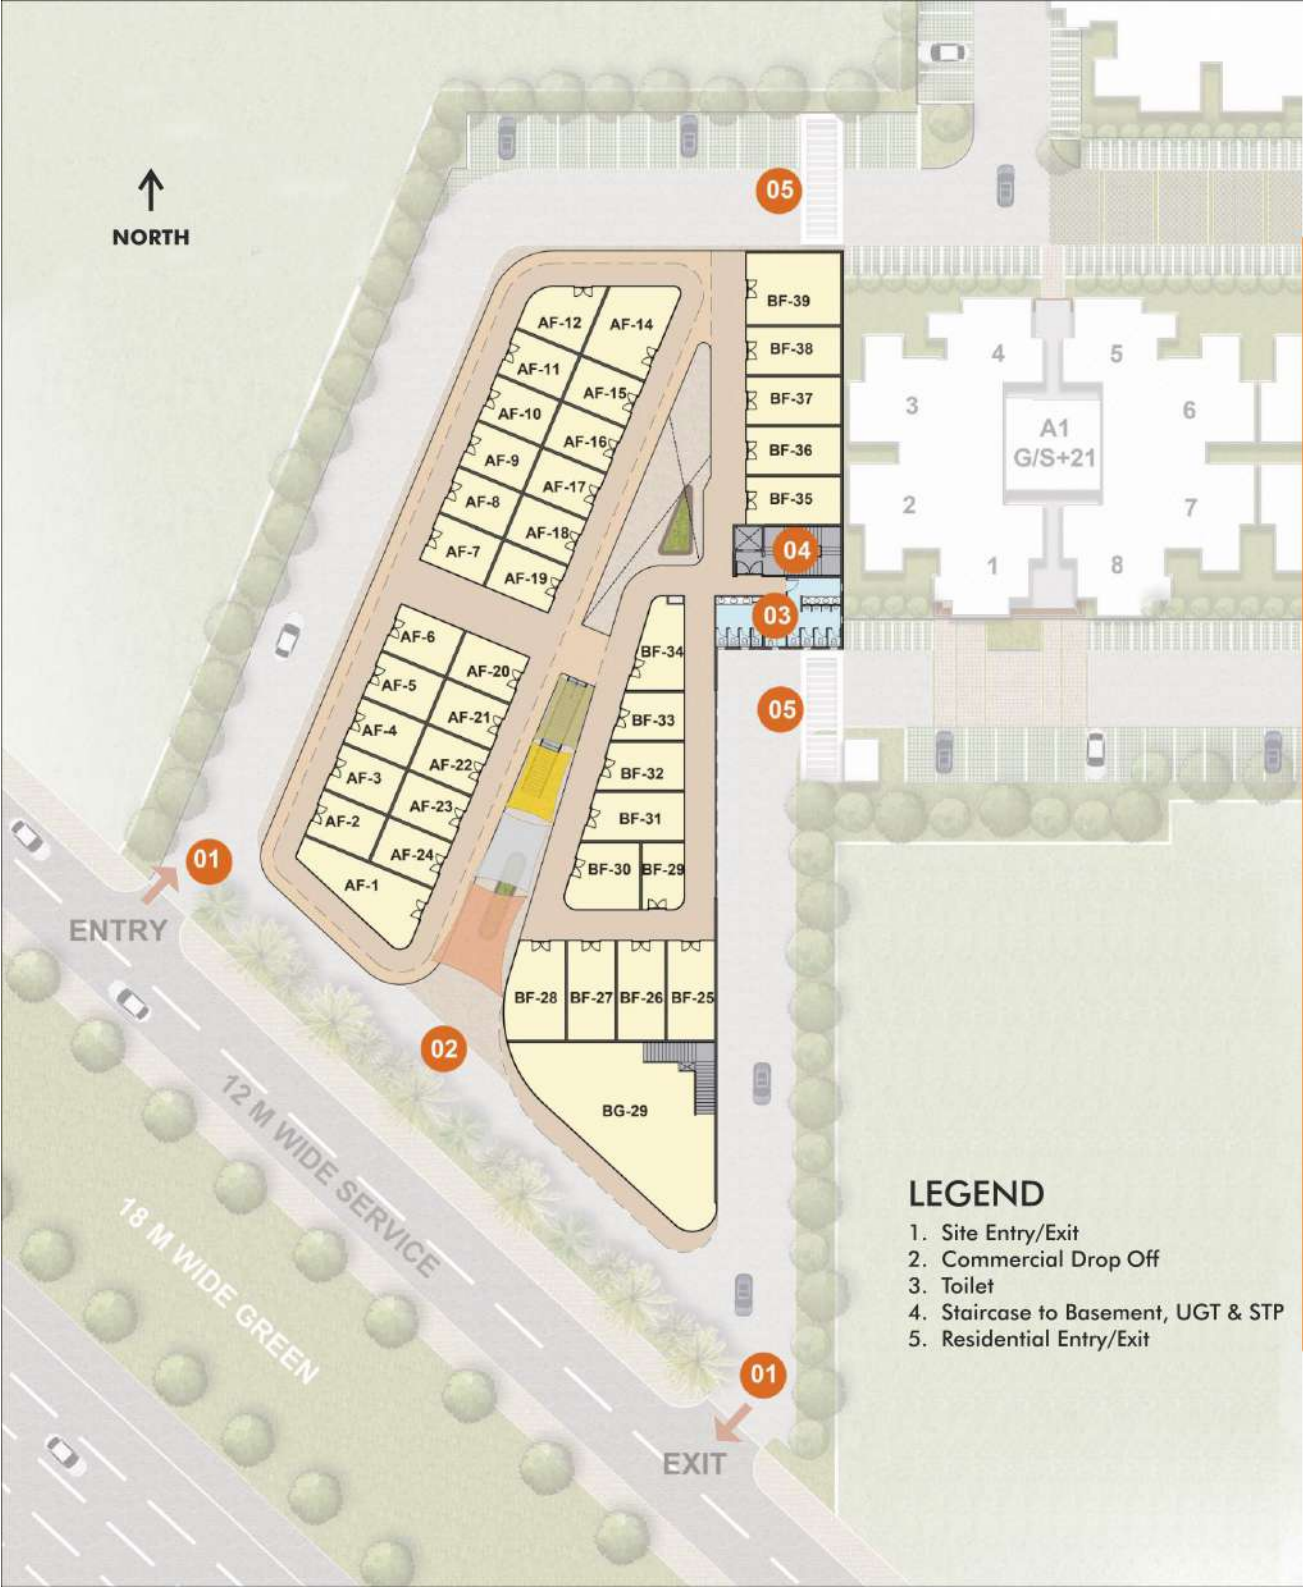 05
NORTH
BF-39
AF-12
AF-14
BF-38
4
5
AF-11
AF-15
BF-37
3
6
AF-10
A1
G/S+21
AF-16
BF-36
AF-9
AF-17
BF-35
2
7
AF-8
AF-18
04
AF-7
1
8
AF-19
03
AF-6
BF-34
AF-20
AF-5
05
AF-21
BF-33
AF-4
AF-22
BF-32
AF-3
AF-23
BF-31
AF-2
AF-24
01
BF-30
BF-29
AF-1
ENTRY
BF-28
BF-27
BF-26
BF-25
02
12 M WIDE SERVICE
BG-29
18 M WIDE GREEN
LEGEND
1. Site Entry/Exit
2. Commercial Drop Off
3. Toilet
4. Staircase to Basement, UGT & STP
5. Residential Entry/Exit
01
EXIT